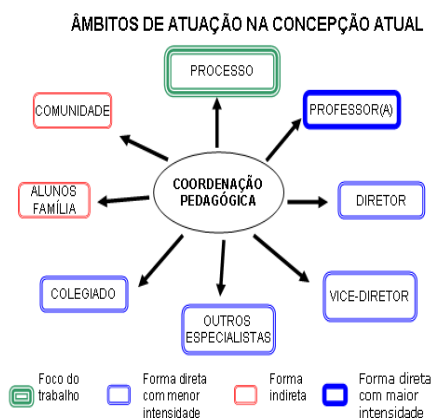 ÂMBITOS DE ATUAÇÃO NA CONCEPÇÃO ATUAL
PROCESSO
COMUNIDADE
PROFESSOR(A)
COORDENAÇÃO
PEDAGÓGICA
ALUNOS
FAMÍLIA
DIRETOR
COLEGIADO
VICE-DIRETOR
OUTROS
ESPECIALISTAS
Foco do
trabalho
Forma direta
com menor
intensidade
Forma
indireta
Forma direta
com maior
intensidade